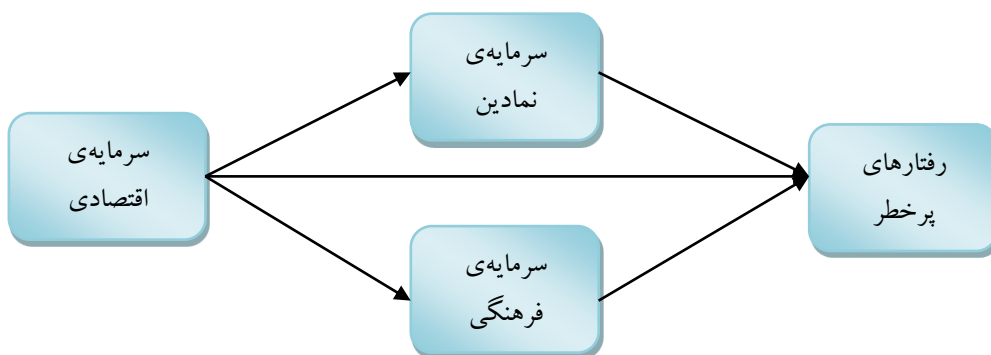 سرمایه‌ی
نمادین
سرمایه‌ی
اقتصادی
رفتارهای
پرخطر
سرمایه‌ی
فرهنگی